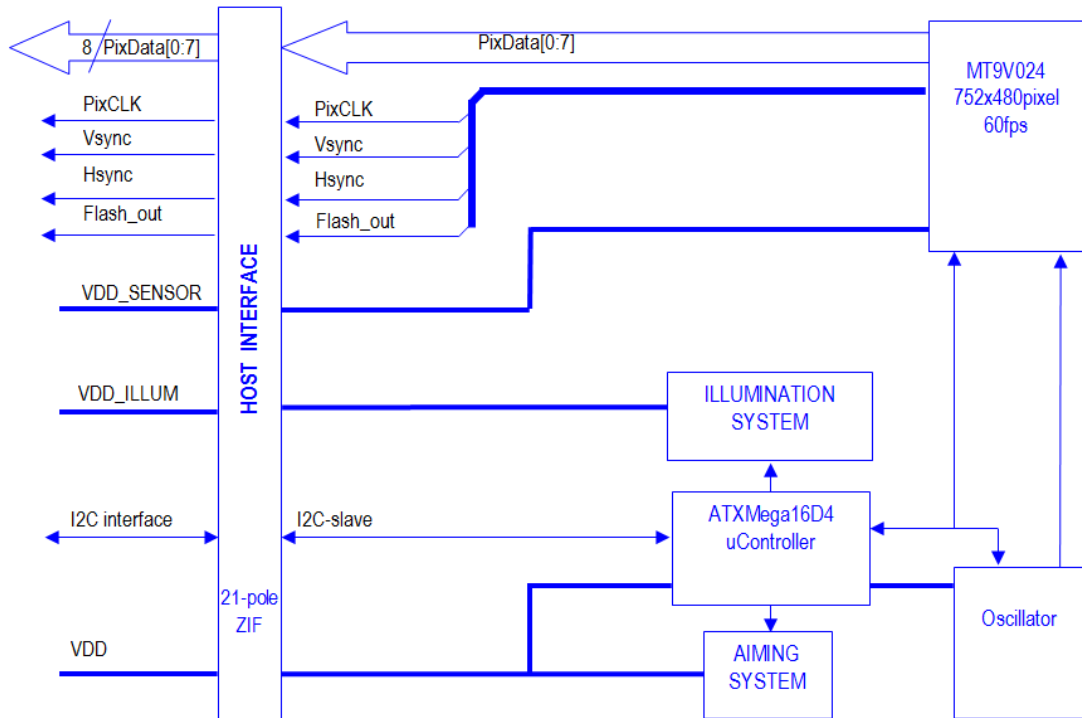 8 PixData[0:7]
PixData[0:7]
MT9V024
752x480pixel
60fps
PixCLK
PixCLK
Vsync
Vsync
Hsync
Hsync
Flash_out
Flash_out
HOST INTERFACE
VDD_SENSOR
VDD_ILLUM
ILLUMINATION
SYSTEM
I2C interface
I2C-slave
ATXMega16D4
uController
21-pole
ZIF
Oscillator
VDD
AIMING
SYSTEM